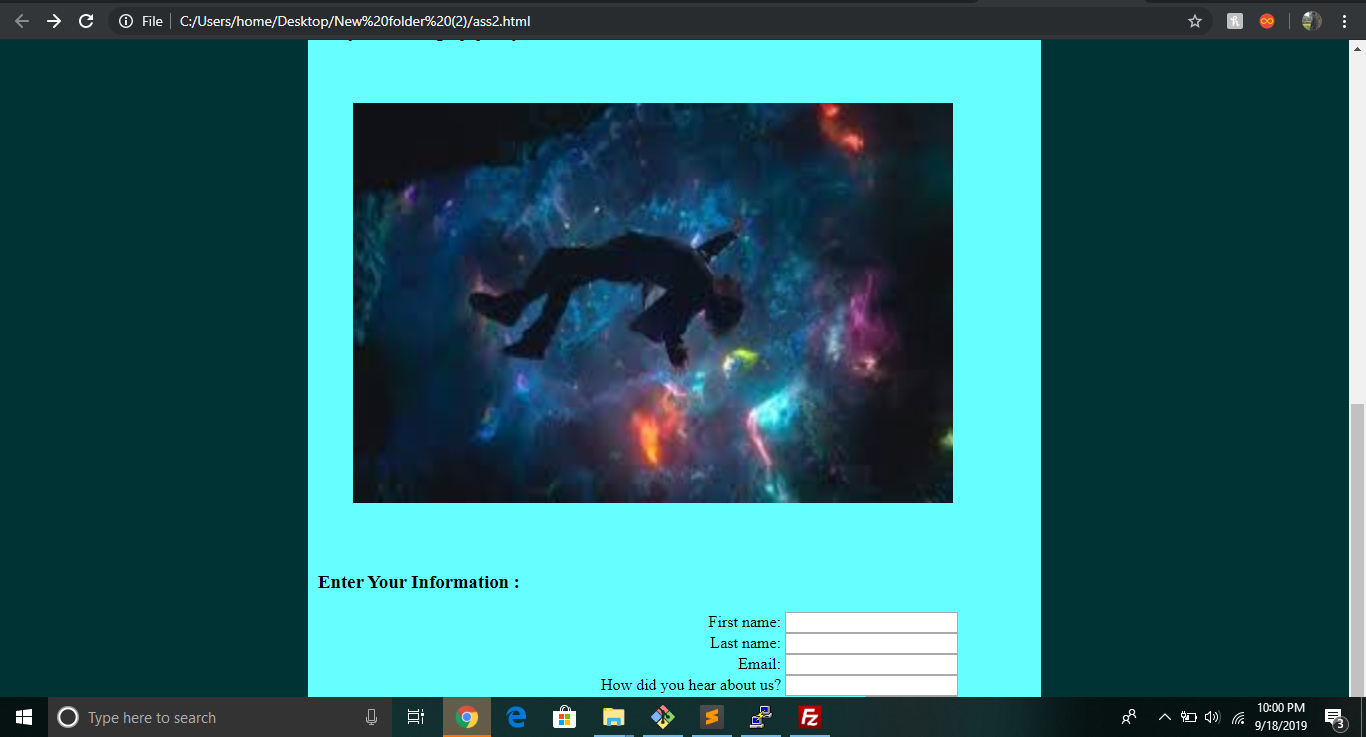 File C:/Users/home/Desktop/New%20folder%20(2)/ass2.html
Enter Your Information :
First name:
Last name:
Email:
How did you hear about us?
Type here to search
10:00 PM
9/18/2019
3